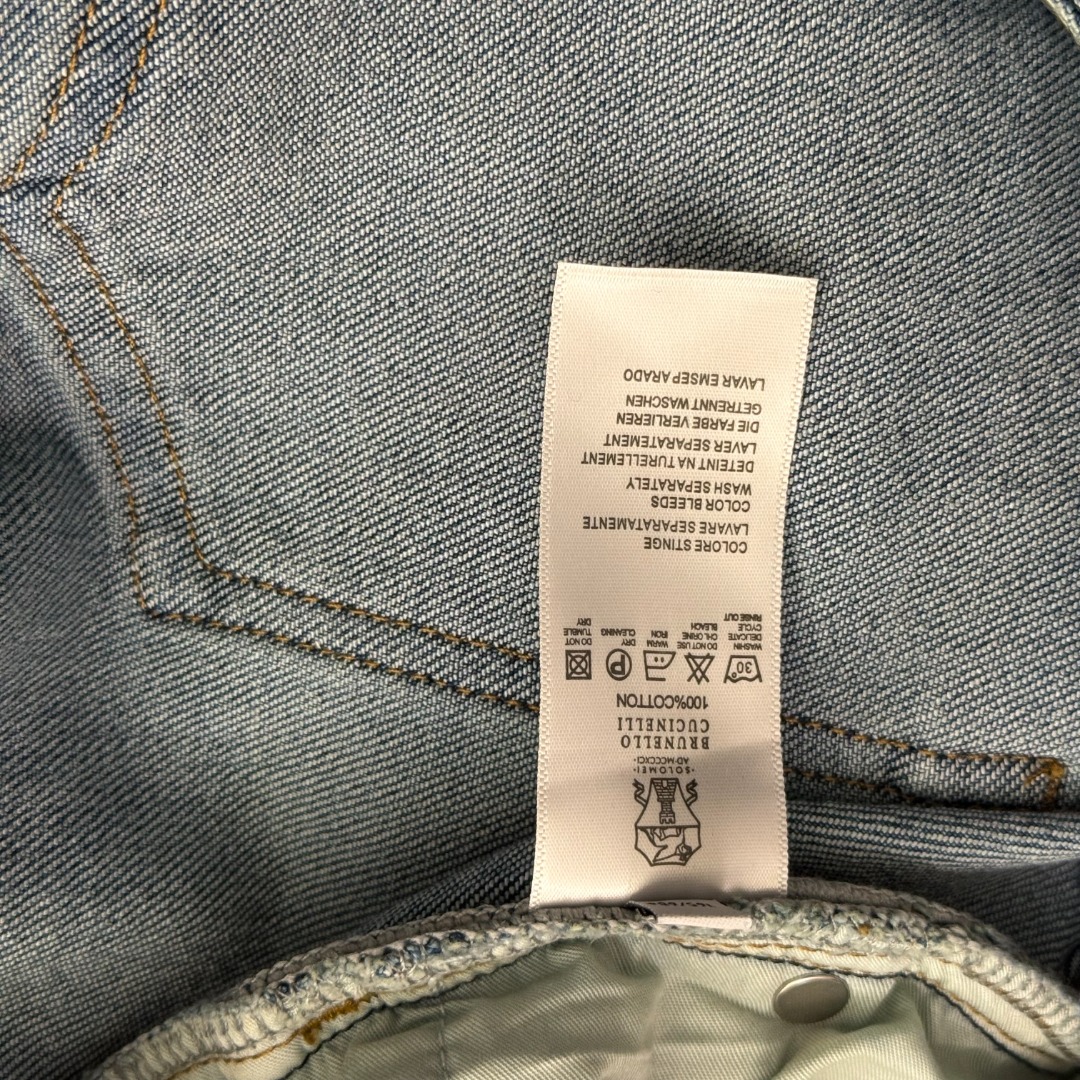 ·SOLOMEI·
AD·MCCCXCI·
BRUNELLO
CUCINELLI
100%COTTON
30° P
WASHIN
DELICATE
CYCLE
RINSE OUT
DO NOT USE
CHLORINE
BLEACH
WARM
IRON
DRY
CLEANING
DO NOT
TUMBLE
DRY
COLORE STINGE
LAVARE SEPARATAMENTE
COLOR BLEEDS
WASH SEPARATELY
DETEINT NA TURELLEMENT
LAVER SEPARATEMENT
DIE FARBE VERLIEREN
GETRENNT WASCHEN
LAVAR EMSEP ARADO